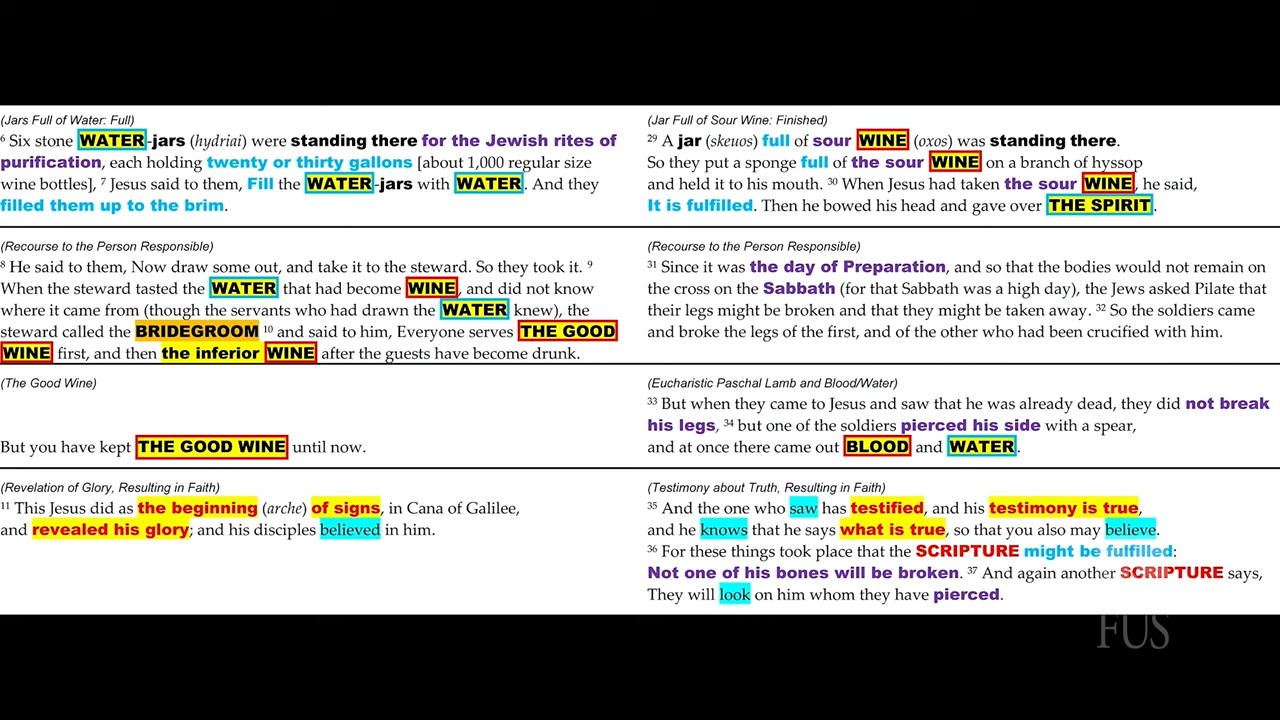 (Jars Full of Water: Full)
⁶ Six stone WATER-jars (hydriai) were standing there for the Jewish rites of
purification, each holding twenty or thirty gallons [about 1,000 regular size
wine bottles], ⁷ Jesus said to them, Fill the WATER-jars with WATER. And they
filled them up to the brim.
(Jar Full of Sour Wine: Finished)
²⁹ A jar (skeuos) full of sour WINE (oxos) was standing there.
So they put a sponge full of the sour WINE on a branch of hyssop
and held it to his mouth. ³⁰ When Jesus had taken the sour WINE, he said,
It is fulfilled. Then he bowed his head and gave over THE SPIRIT.
(Recourse to the Person Responsible)
⁸ He said to them, Now draw some out, and take it to the steward. So they took it. ⁹
When the steward tasted the WATER that had become WINE, and did not know
where it came from (though the servants who had drawn the WATER knew), the
steward called the BRIDEGROOM ¹⁰ and said to him, Everyone serves THE GOOD
WINE first, and then the inferior WINE after the guests have become drunk.
(Recourse to the Person Responsible)
³¹ Since it was the day of Preparation, and so that the bodies would not remain on
the cross on the Sabbath (for that Sabbath was a high day), the Jews asked Pilate that
their legs might be broken and that they might be taken away. ³² So the soldiers came
and broke the legs of the first, and of the other who had been crucified with him.
(The Good Wine)
But you have kept THE GOOD WINE until now.
(Eucharistic Paschal Lamb and Blood/Water)
³³ But when they came to Jesus and saw that he was already dead, they did not break
his legs, ³⁴ but one of the soldiers pierced his side with a spear,
and at once there came out BLOOD and WATER.
(Revelation of Glory, Resulting in Faith)
¹¹ This Jesus did as the beginning (arche) of signs, in Cana of Galilee,
and revealed his glory; and his disciples believed in him.
(Testimony about Truth, Resulting in Faith)
³⁵ And the one who saw has testified, and his testimony is true,
and he knows that he says what is true, so that you also may believe.
³⁶ For these things took place that the SCRIPTURE might be fulfilled:
Not one of his bones will be broken. ³⁷ And again another SCRIPTURE says,
They will look on him whom they have pierced.
FUS